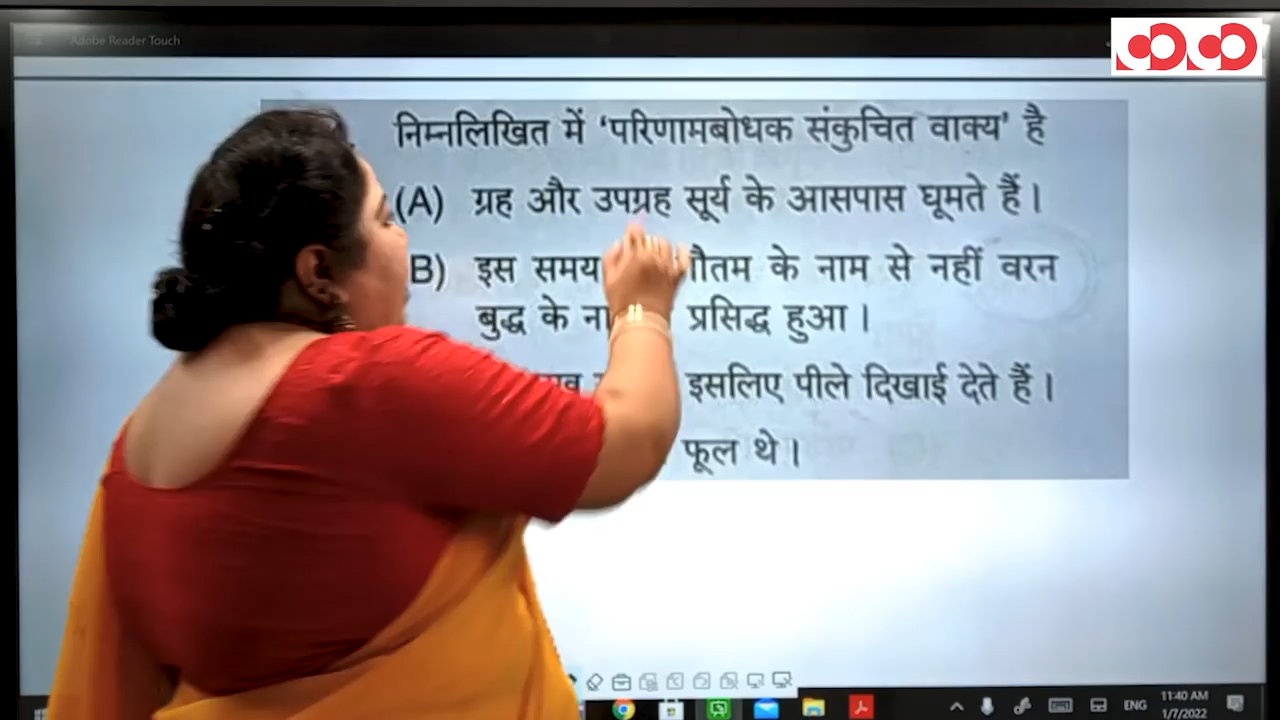 Adobe Reader Touch
निम्नलिखित में ‘परिणामबोधक संकुचित वाक्य’ है
(A) ग्रह और उपग्रह सूर्य के आसपास घूमते हैं।
B) इस समय गौतम के नाम से नहीं वरन
बुद्ध के प्रसिद्ध हुआ।
इसलिए पीले दिखाई देते हैं।
फूल थे।
ENG
11:40 AM
1/7/2022